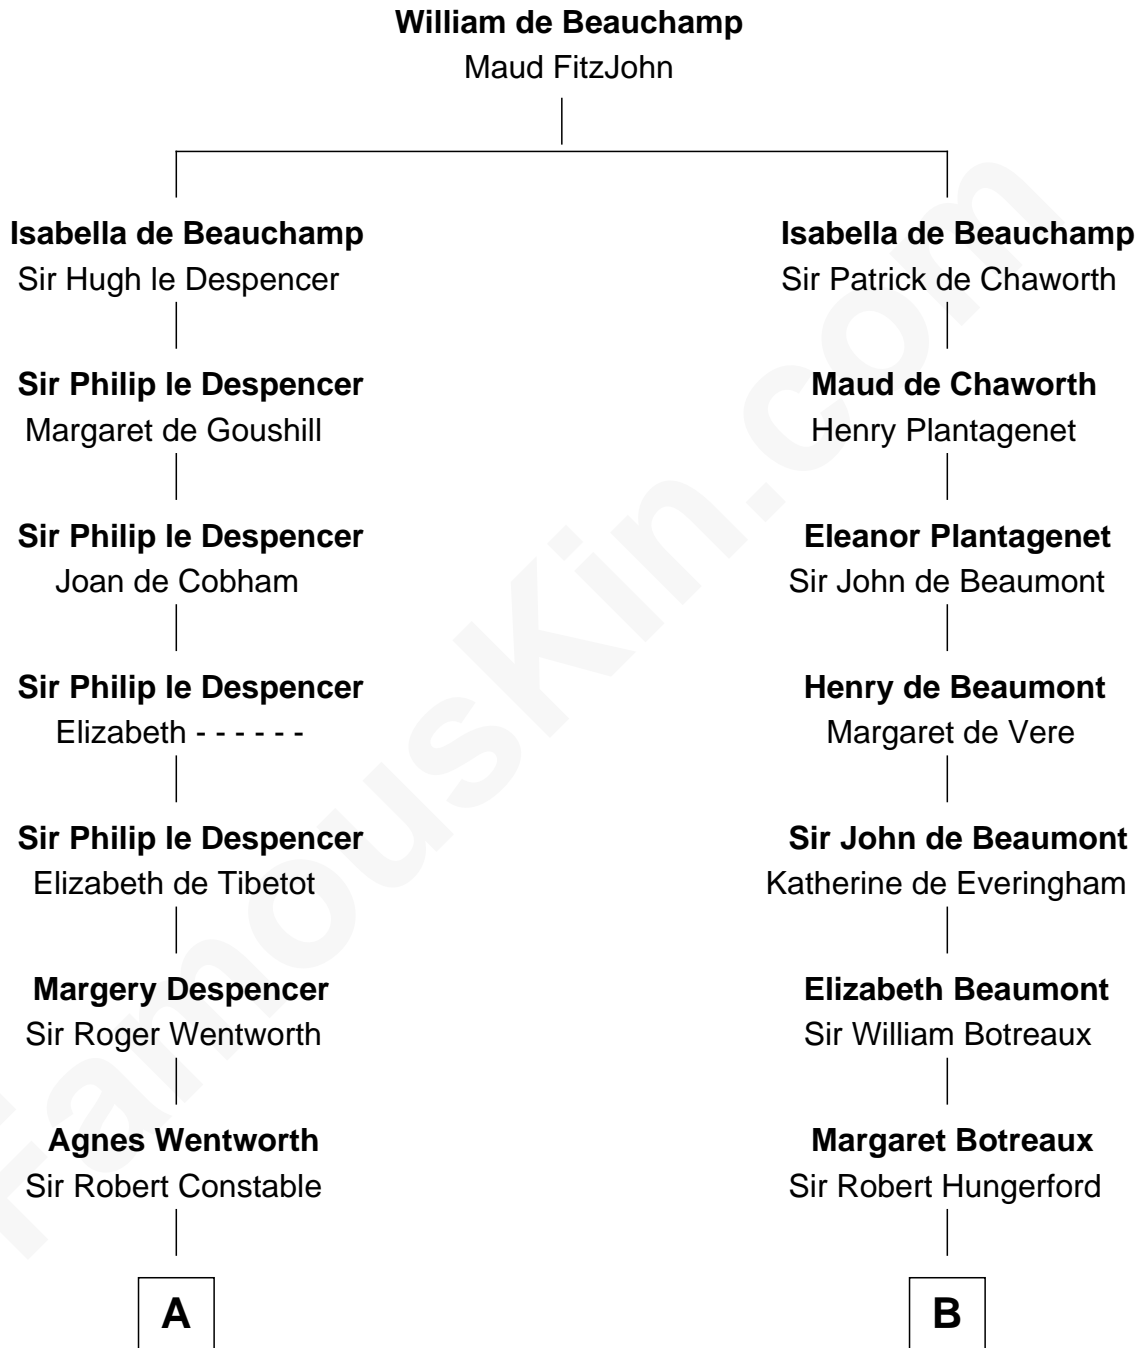 William de Beauchamp
Maud FitzJohn
Isabella de Beauchamp
Sir Hugh le Despencer
Isabella de Beauchamp
Sir Patrick de Chaworth
Sir Philip le Despencer
Margaret de Goushill
Maud de Chaworth
Henry Plantagenet
Sir Philip le Despencer
Joan de Cobham
Eleanor Plantagenet
Sir John de Beaumont
Sir Philip le Despencer
Elizabeth - - - - - -
Henry de Beaumont
Margaret de Vere
Sir Philip le Despencer
Elizabeth de Tibetot
Sir John de Beaumont
Katherine de Everingham
Margery Despencer
Sir Roger Wentworth
Elizabeth Beaumont
Sir William Botreaux
Agnes Wentworth
Sir Robert Constable
Margaret Botreaux
Sir Robert Hungerford
A
B
FamousKin.com